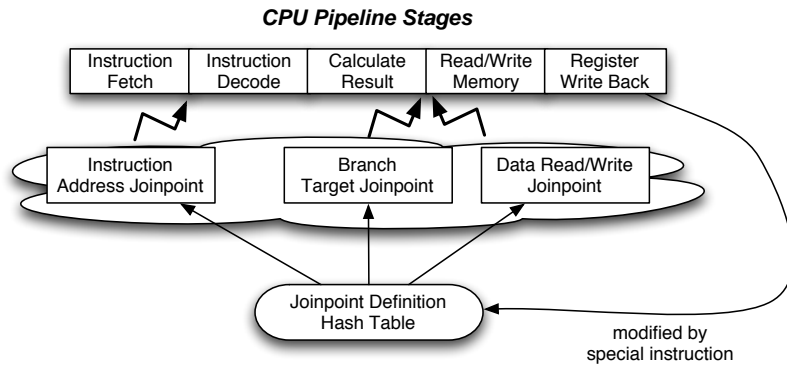 CPU Pipeline Stages
Instruction
Fetch
Instruction
Decode
Calculate
Result
Read/Write
Memory
Register
Write Back
Instruction
Address Joinpoint
Branch
Target Joinpoint
Data Read/Write
Joinpoint
Joinpoint Definition
Hash Table
modified by
special instruction